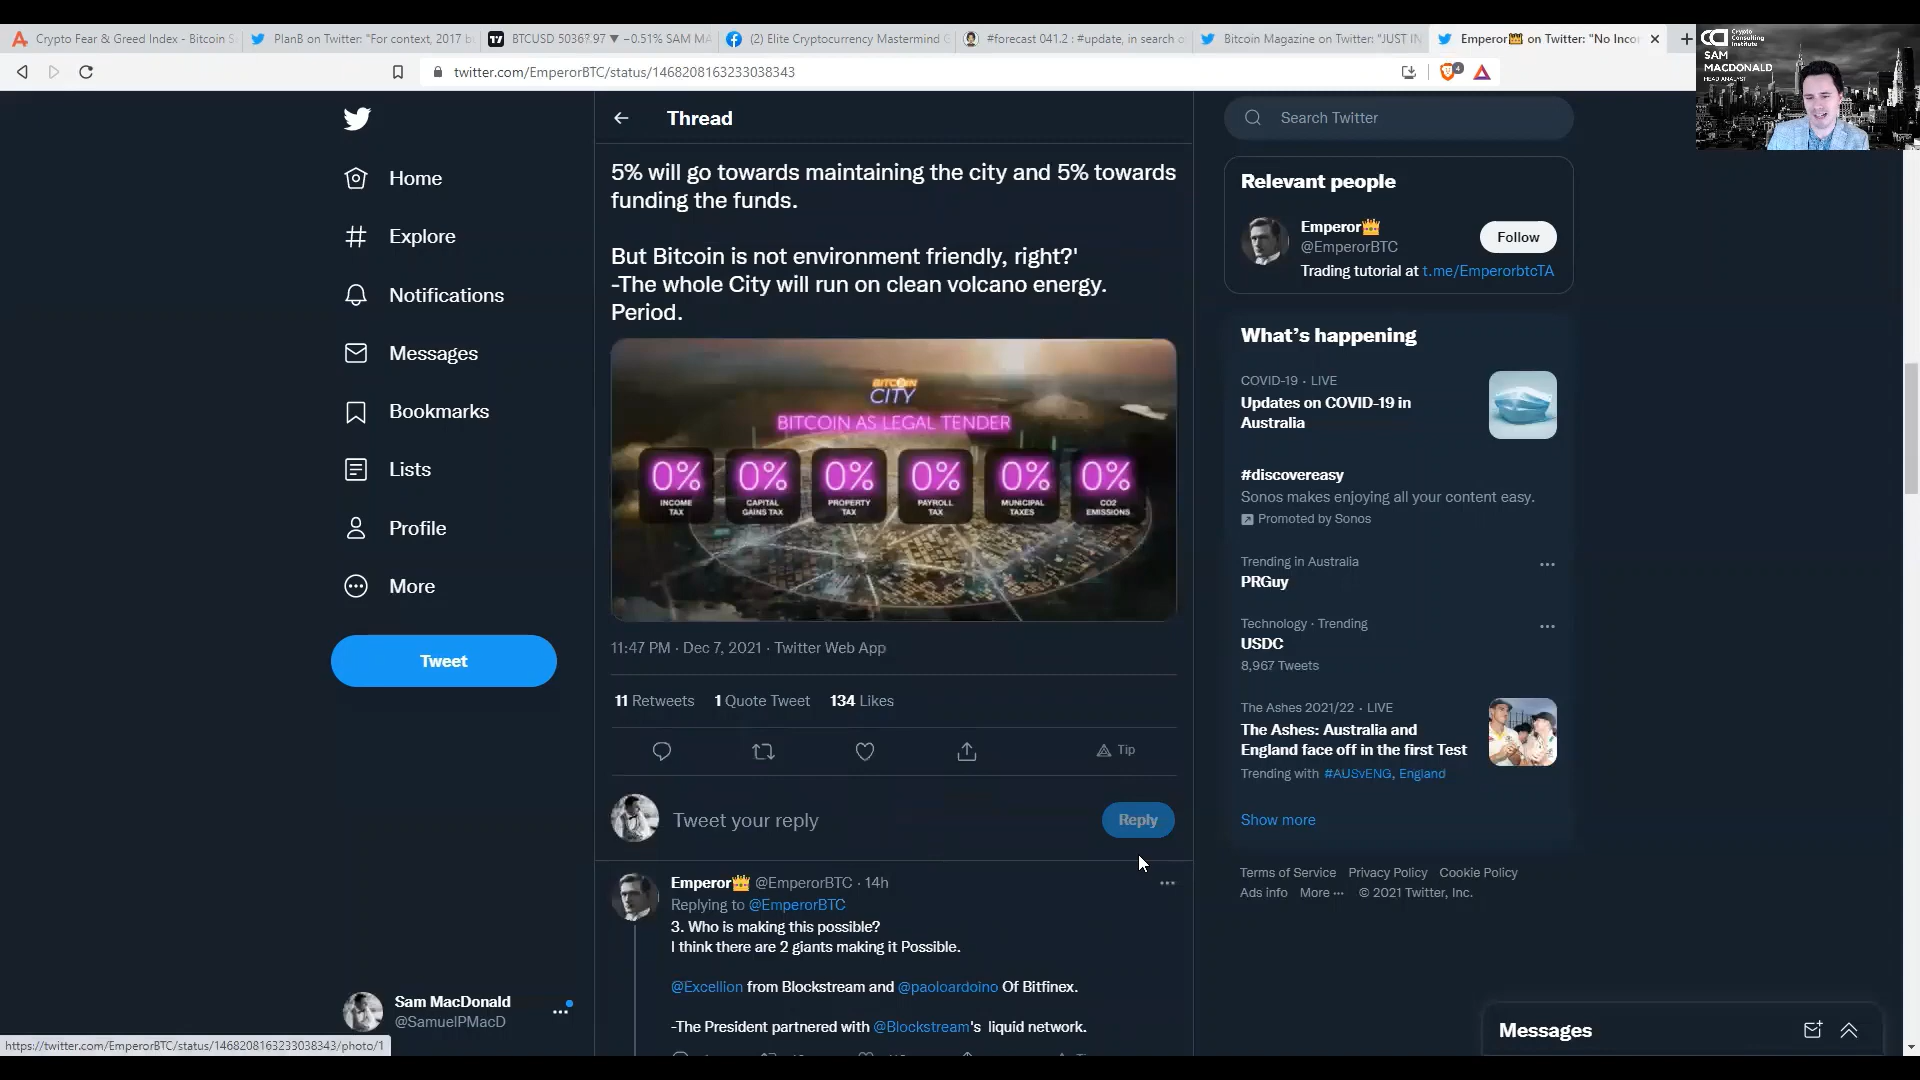 Crypto Fear & Greed Index - Bitcoin S
PlanB on Twitter: "For context, 2017 b
BTCUSD 50367.97 ▼ −0.51% SAM MA
(2) Elite Cryptocurrency Mastermind G
#forecast 041.2 : #update, in search o
Bitcoin Magazine on Twitter: "JUST IN
Emperor👑 on Twitter: "No Incor
twitter.com/EmperorBTC/status/1468208163233038343
4
Crypto
Consulting
Institute
SAM
MACDONALD
HEAD ANALYST
Home
Explore
Notifications
Messages
Bookmarks
Lists
Profile
More
Tweet
Sam MacDonald
@SamuelPMacD
https://twitter.com/EmperorBTC/status/1468208163233038343/photo/1
Thread
5% will go towards maintaining the city and 5% towards
funding the funds.
But Bitcoin is not environment friendly, right?'
-The whole City will run on clean volcano energy.
Period.
BITCOIN
CITY
BITCOIN AS LEGAL TENDER
0% 0% 0% 0% 0% 0%
INCOME TAX
CAPITAL GAINS TAX
PROPERTY TAX
PAYROLL TAX
MUNICIPAL TAXES
CO2 EMISSIONS
11:47 PM · Dec 7, 2021 · Twitter Web App
11 Retweets 1 Quote Tweet 134 Likes
Tip
Tweet your reply
Reply
Emperor👑 @EmperorBTC · 14h
Replying to @EmperorBTC
3. Who is making this possible?
I think there are 2 giants making it Possible.
@Excellion from Blockstream and @paoloardoino Of Bitfinex.
-The President partnered with @Blockstream's liquid network.
Search Twitter
Relevant people
Emperor👑
@EmperorBTC
Follow
Trading tutorial at t.me/EmperorbtcTA
What's happening
COVID-19 · LIVE
Updates on COVID-19 in
Australia
#discovereasy
Sonos makes enjoying all your content easy.
Promoted by Sonos
Trending in Australia
PRGuy
Technology · Trending
USDC
8,967 Tweets
The Ashes 2021/22 · LIVE
The Ashes: Australia and
England face off in the first Test
Trending with #AUSvENG, England
Show more
Terms of Service Privacy Policy Cookie Policy
Ads info More ··· © 2021 Twitter, Inc.
Messages